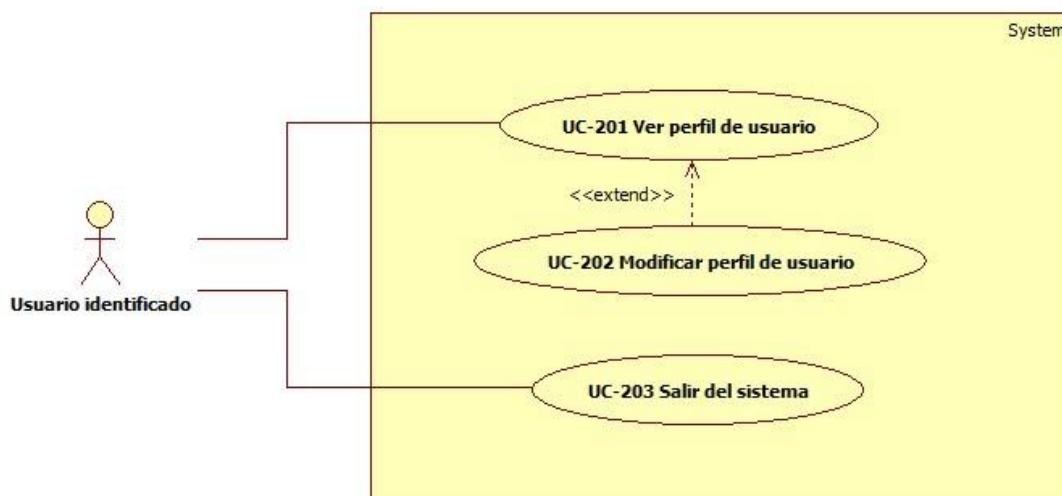 System
UC-201 Ver perfil de usuario
<<extend>>
UC-202 Modificar perfil de usuario
Usuario identificado
UC-203 Salir del sistema